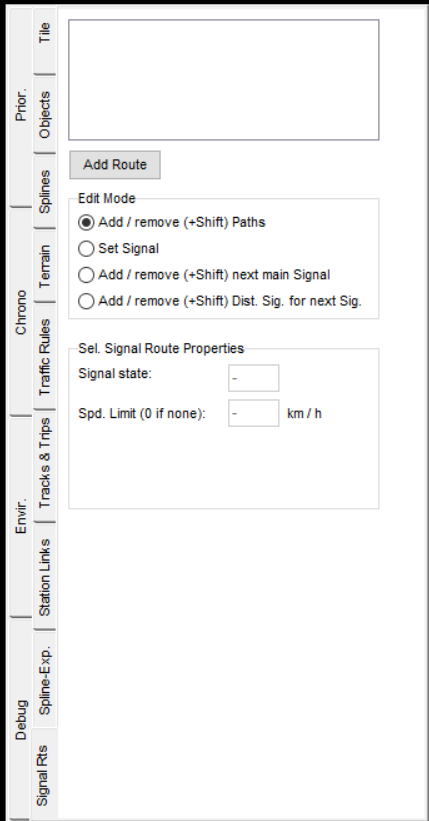 Prior.
Chrono
Envir.
Debug
Tile
Objects
Splines
Terrain
Traffic Rules
Tracks & Trips
Station Links
Spline-Exp.
Signal Rts
Add Route
Edit Mode
Add / remove (+Shift) Paths
Set Signal
Add / remove (+Shift) next main Signal
Add / remove (+Shift) Dist. Sig. for next Sig.
Sel. Signal Route Properties
Signal state: -
Spd. Limit (0 if none): - km / h